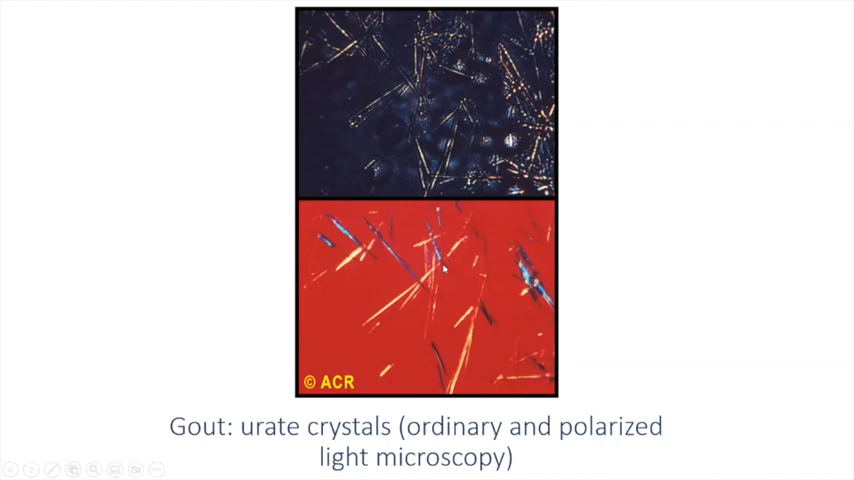 © ACR
Gout: urate crystals (ordinary and polarized
light microscopy)